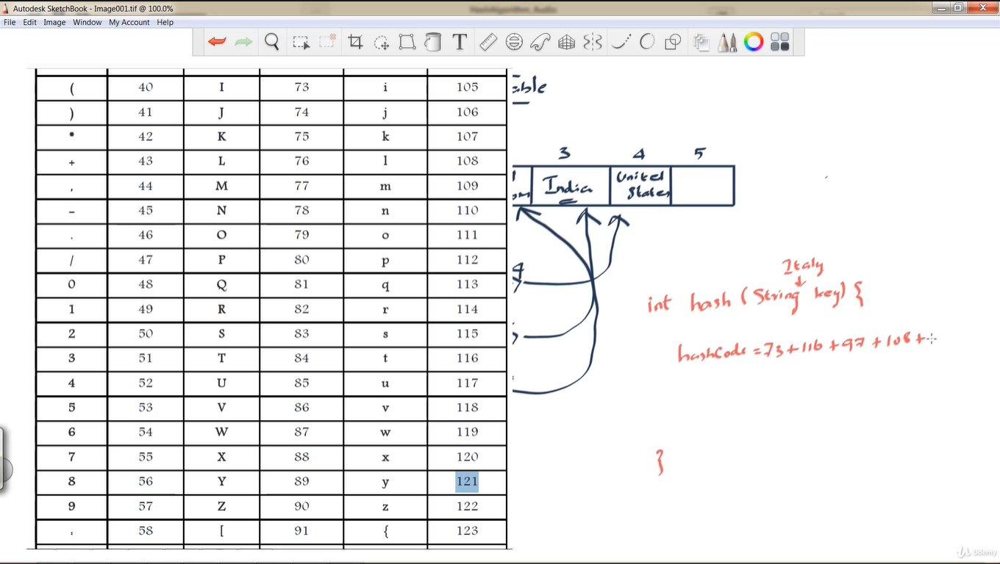 HashAlgorithm_Audio
Autodesk SketchBook - Image001.tif @ 100.0%
File Edit Image Window My Account Help
T
( 40 I 73 i 105
) 41 J 74 j 106
* 42 K 75 k 107
+ 43 L 76 l 108
, 44 M 77 m 109
- 45 N 78 n 110
. 46 O 79 o 111
/ 47 P 80 p 112
0 48 Q 81 q 113
1 49 R 82 r 114
2 50 S 83 s 115
3 51 T 84 t 116
4 52 U 85 u 117
5 53 V 86 v 118
6 54 W 87 w 119
7 55 X 88 x 120
8 56 Y 89 y 121
9 57 Z 90 z 122
: 58 [ 91 { 123
3 4 5
India
United
States
4
Italy
int hash (String key) {
hashCode = 73 + 116 + 97 + 108 +
}
Udemy